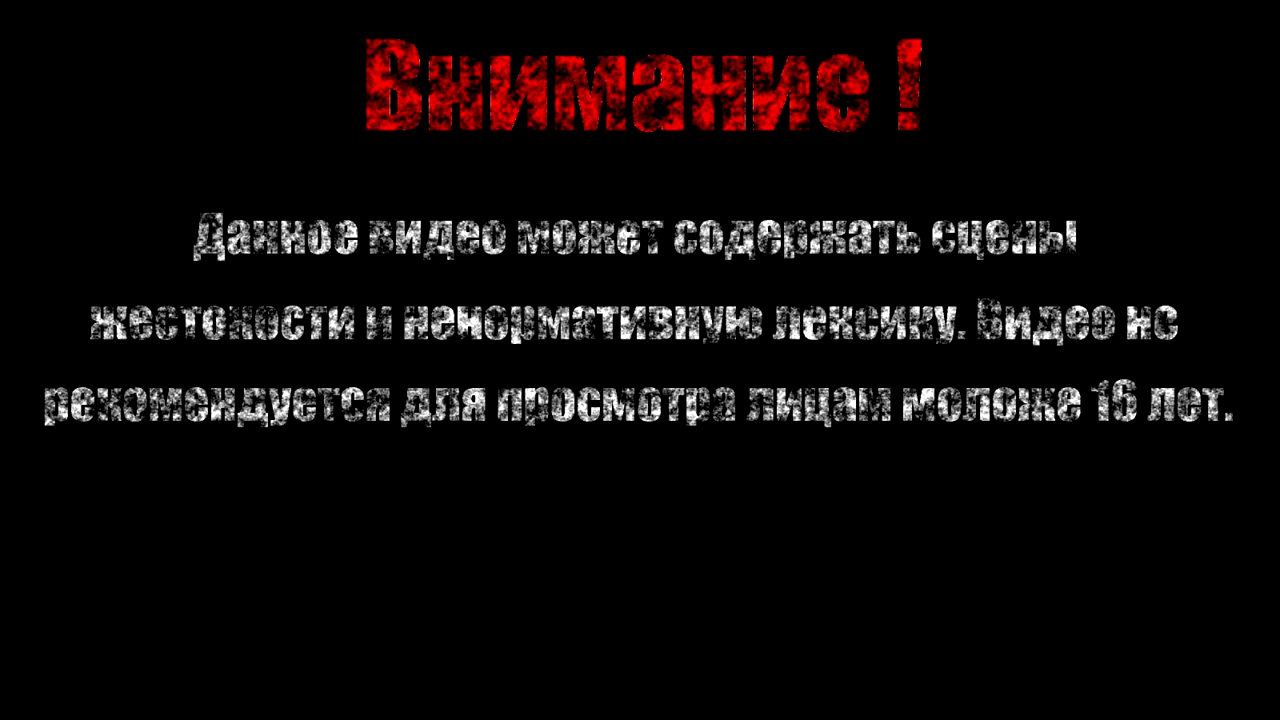 Внимание !
Данное видео может содержать сцены
жестокости и ненормативную лексику. Видео не
рекомендуется для просмотра лицам моложе 16 лет.